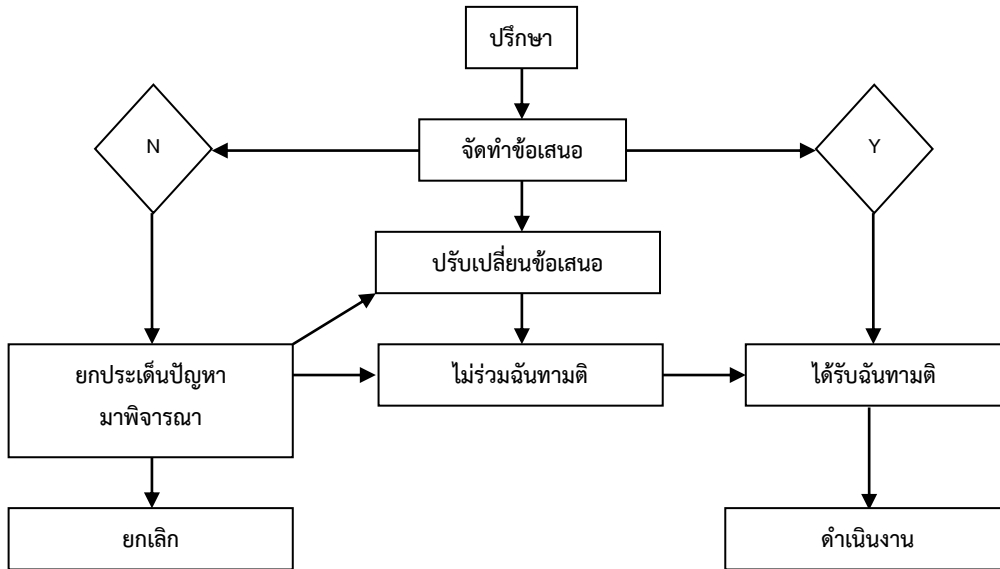 ปรึกษา
N
จัดทำข้อเสนอ
Y
ปรับเปลี่ยนข้อเสนอ
ยกประเด็นปัญหา
มาพิจารณา
ไม่ร่วมฉันทามติ
ได้รับฉันทามติ
ยกเลิก
ดำเนินงาน